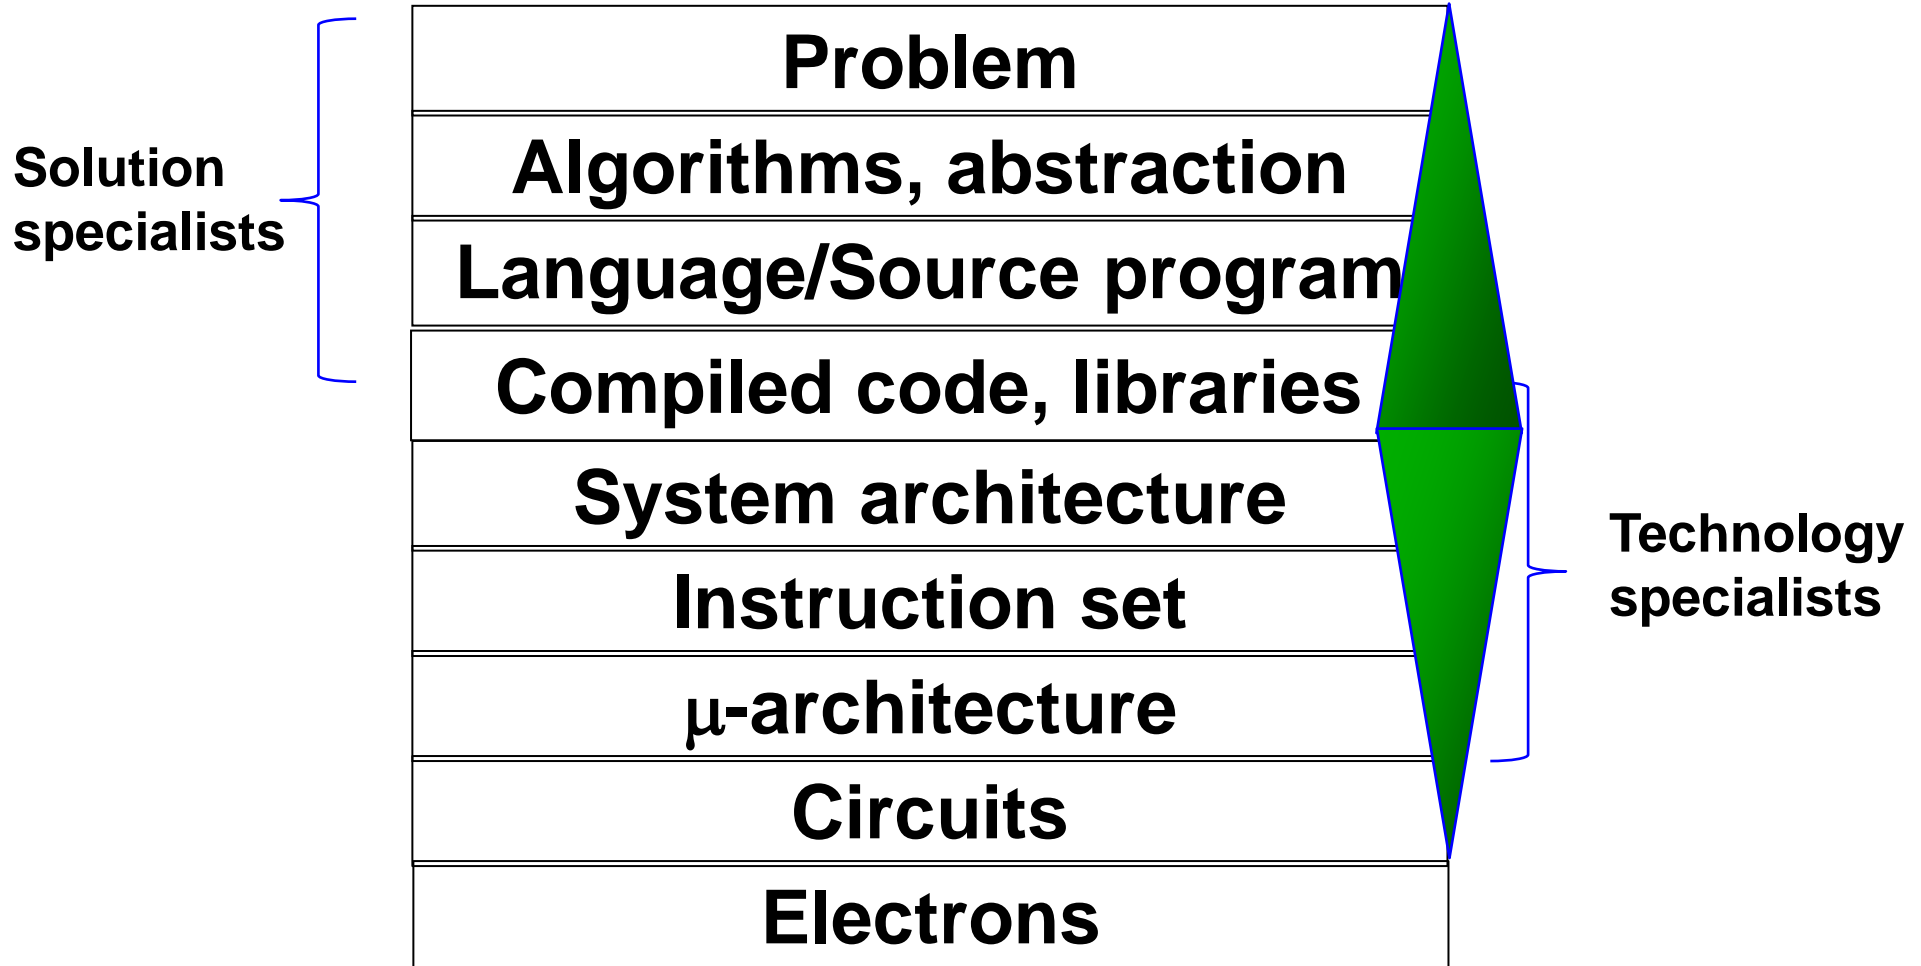 Problem
Algorithms, abstraction
Language/Source program
Compiled code, libraries
System architecture
Instruction set
μ-architecture
Circuits
Electrons
Solution
specialists
Technology
specialists